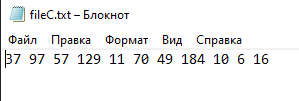 fileC.txt – Блокнот
Файл Правка Формат Вид Справка
37 97 57 129 11 70 49 184 10 6 16